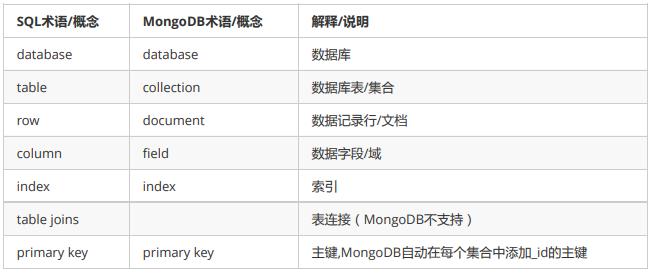 SQL术语/概念 MongoDB术语/概念 解释/说明
database database 数据库
table collection 数据库表/集合
row document 数据记录行/文档
column field 数据字段/域
index index 索引
table joins 表连接（MongoDB不支持）
primary key primary key 主键,MongoDB自动在每个集合中添加_id的主键